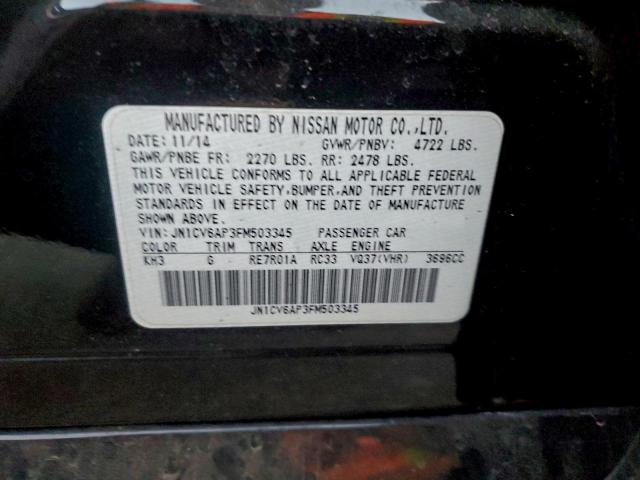 MANUFACTURED BY NISSAN MOTOR CO.,LTD.
DATE: 11/14 GVWR/PNBV: 4722 LBS.
GAWR/PNBE FR: 2270 LBS. RR: 2478 LBS.
THIS VEHICLE CONFORMS TO ALL APPLICABLE FEDERAL
MOTOR VEHICLE SAFETY,BUMPER,AND THEFT PREVENTION
STANDARDS IN EFFECT ON THE DATE OF MANUFACTURE
SHOWN ABOVE.
VIN: JN1CV6AP3FM503345 PASSENGER CAR
COLOR TRIM TRANS AXLE ENGINE
KH3 G RE7R01A RC33 VQ37(VHR) 3696CC
JN1CV6AP3FM503345